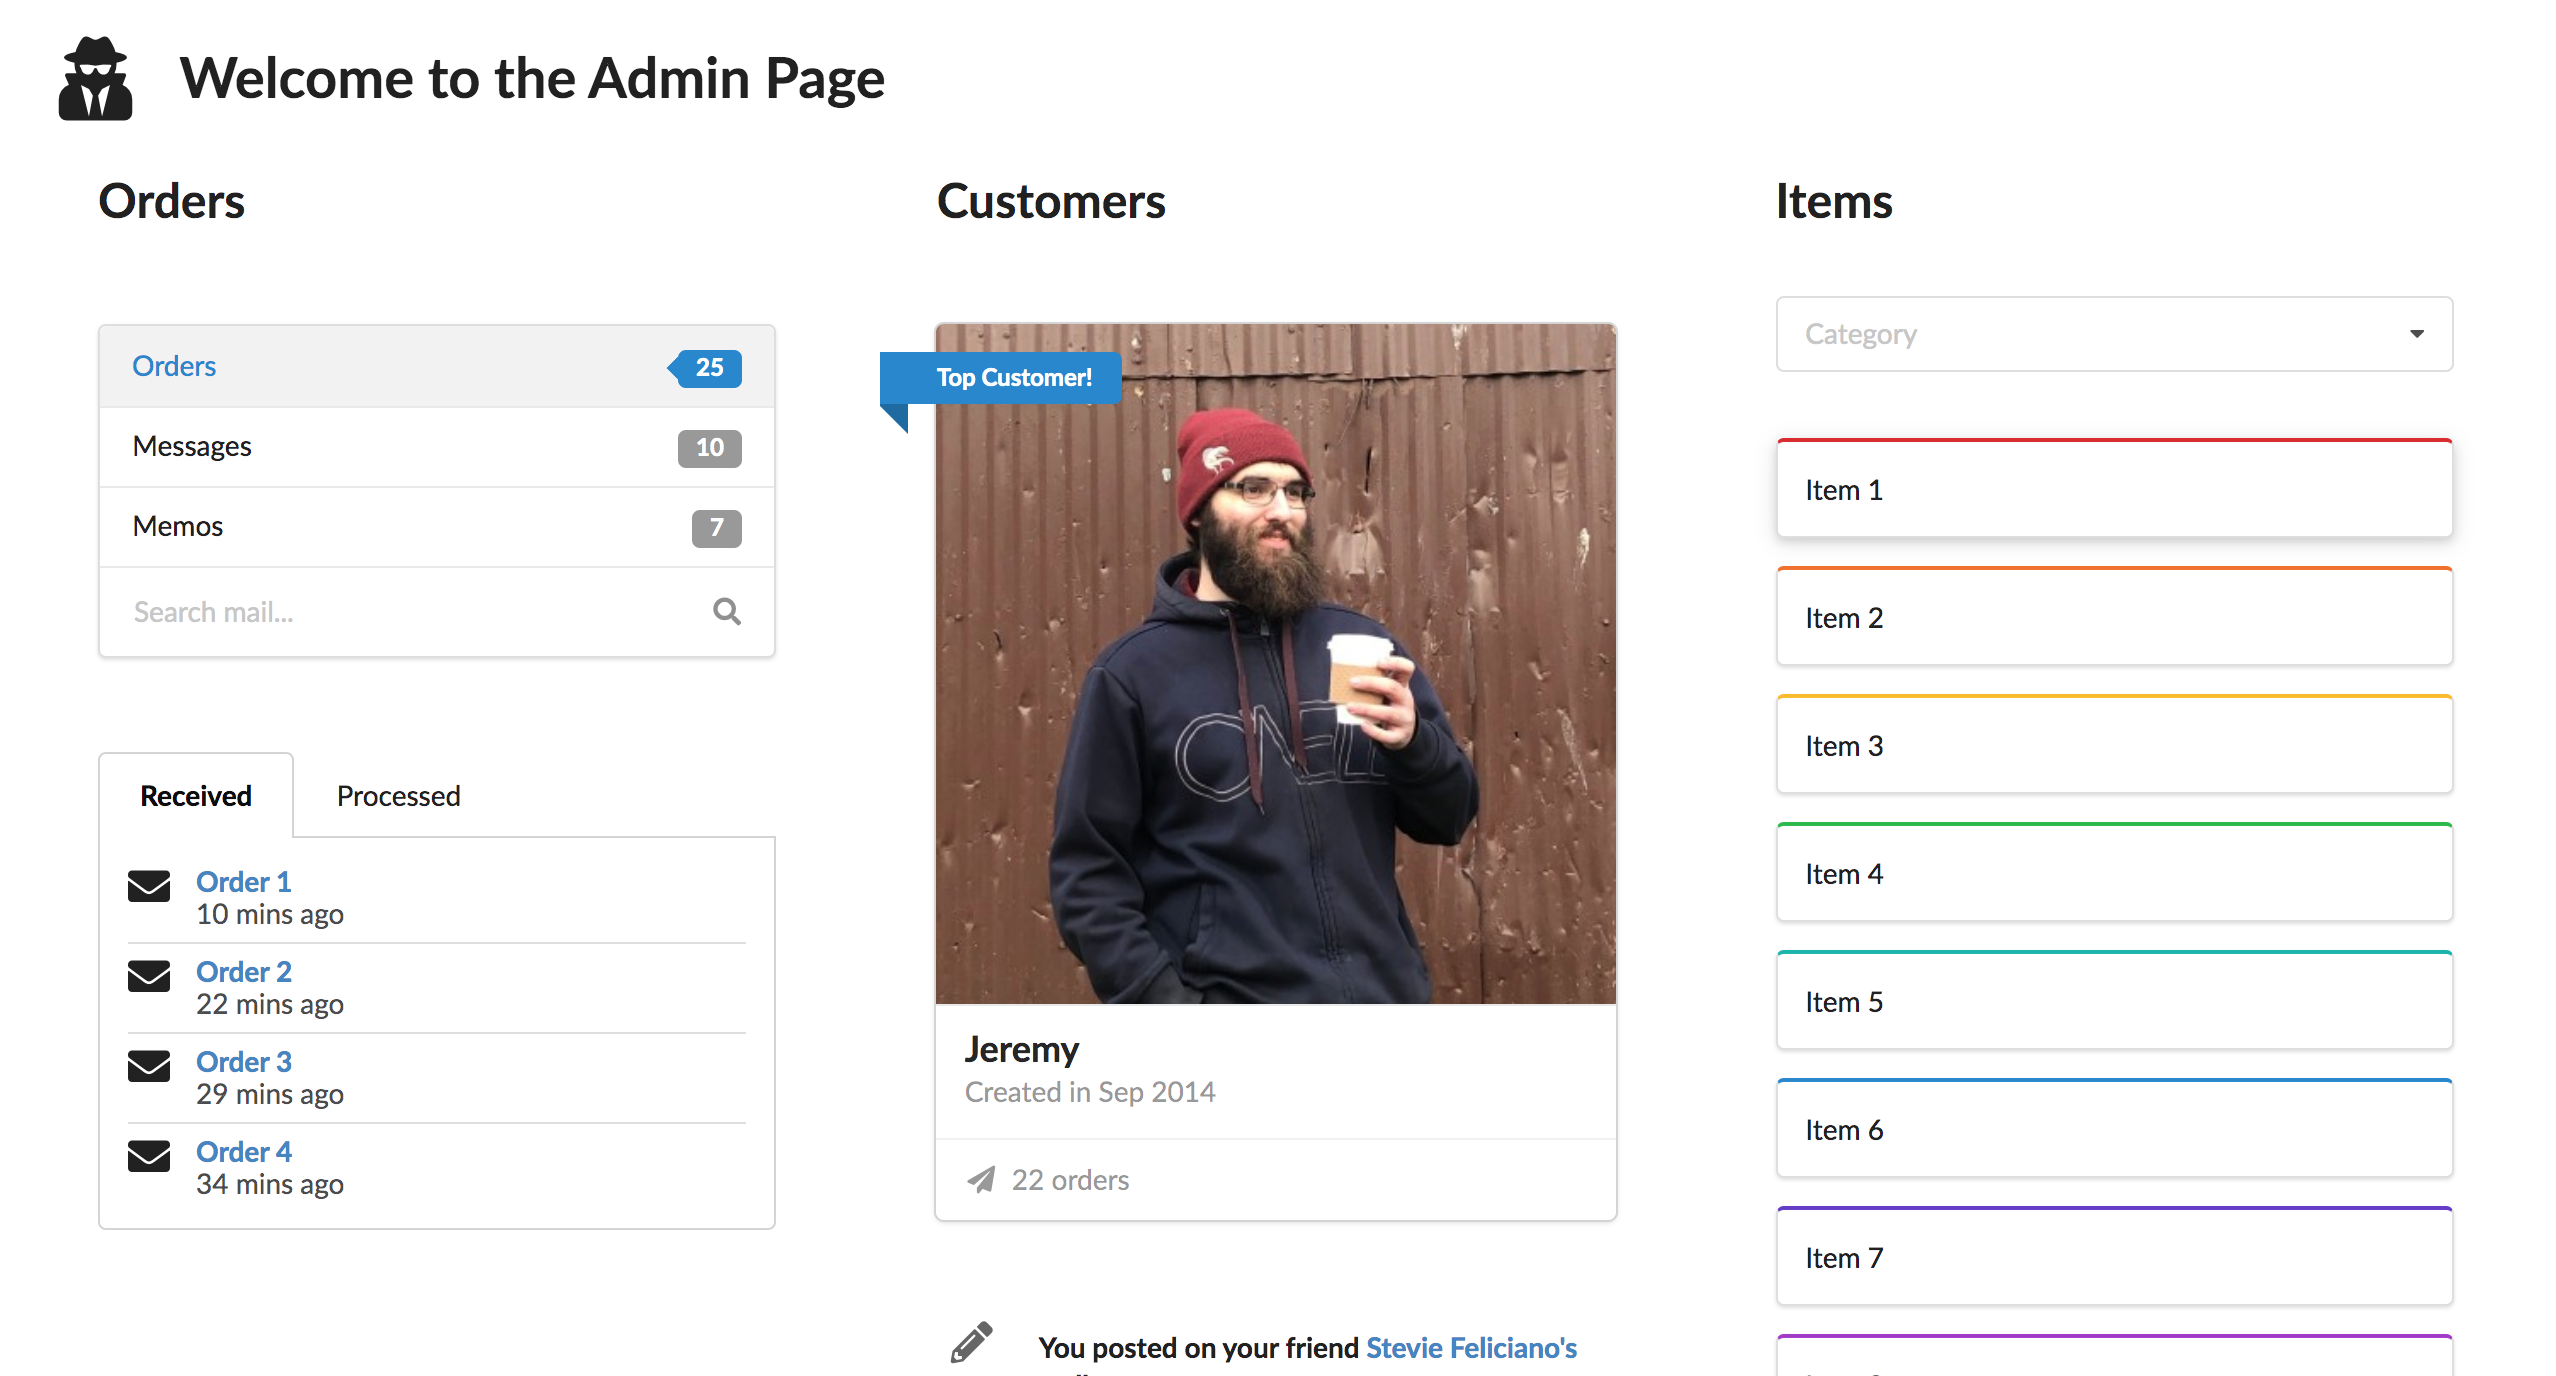 Welcome to the Admin Page
Orders
Orders
25
Messages
10
Memos
7
Search mail...
Received
Processed
Order 1
10 mins ago
Order 2
22 mins ago
Order 3
29 mins ago
Order 4
34 mins ago
Customers
Top Customer!
Jeremy
Created in Sep 2014
22 orders
You posted on your friend Stevie Feliciano's
Items
Category
Item 1
Item 2
Item 3
Item 4
Item 5
Item 6
Item 7